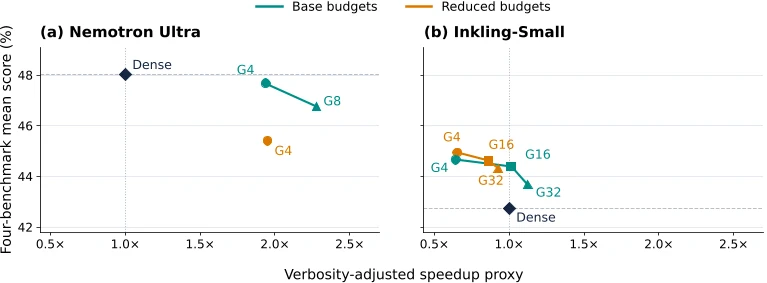 Base budgets
Reduced budgets
(a) Nemotron Ultra
(b) Inkling-Small
Four-benchmark mean score (%)
48
46
44
42
Dense
G4
G8
G4
0.5×
1.0×
1.5×
2.0×
2.5×
G4
G16
G4
G16
G32
G32
Dense
0.5×
1.0×
1.5×
2.0×
2.5×
Verbosity-adjusted speedup proxy